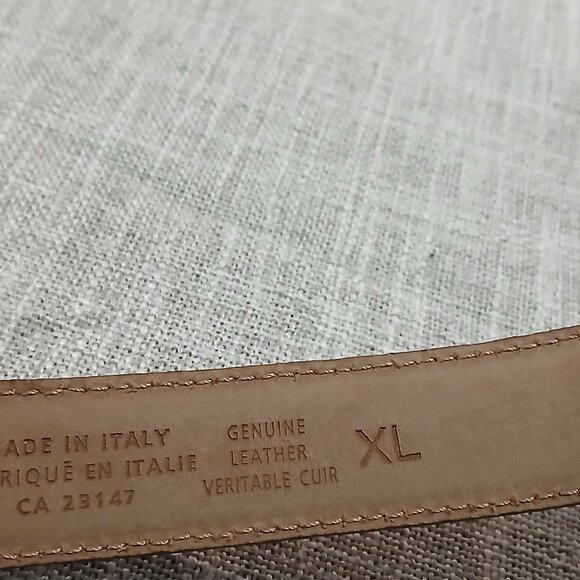 ADE IN ITALY
RIQUÉ EN ITALIE
CA 23147
GENUINE
LEATHER
VERITABLE CUIR
XL